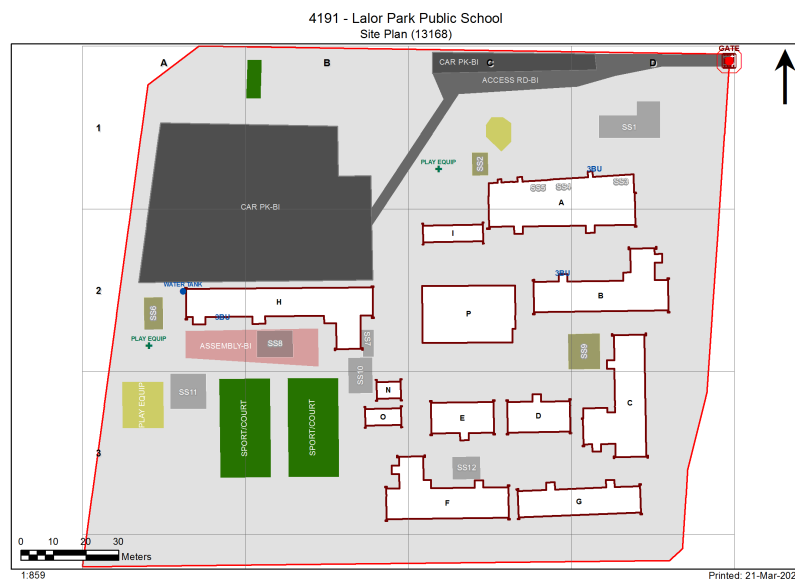 4191 - Lalor Park Public School
Site Plan (13168)
GATE
A
B
CAR PK-BI
C
D
ACCESS RD-BI
1
SS1
PLAY EQUIP
SS2
3BU
SS5
SS4
SS3
A
CAR PK-BI
I
3BU
WATER TANK
2
H
B
SS6
3BU
P
PLAY EQUIP
ASSEMBLY-BI
SS8
SS7
SS9
SS10
SS11
N
PLAY EQUIP
SPORT/COURT
SPORT/COURT
O
E
D
C
3
SS12
F
G
0 10 20 30
Meters
1:859
Printed: 21-Mar-202